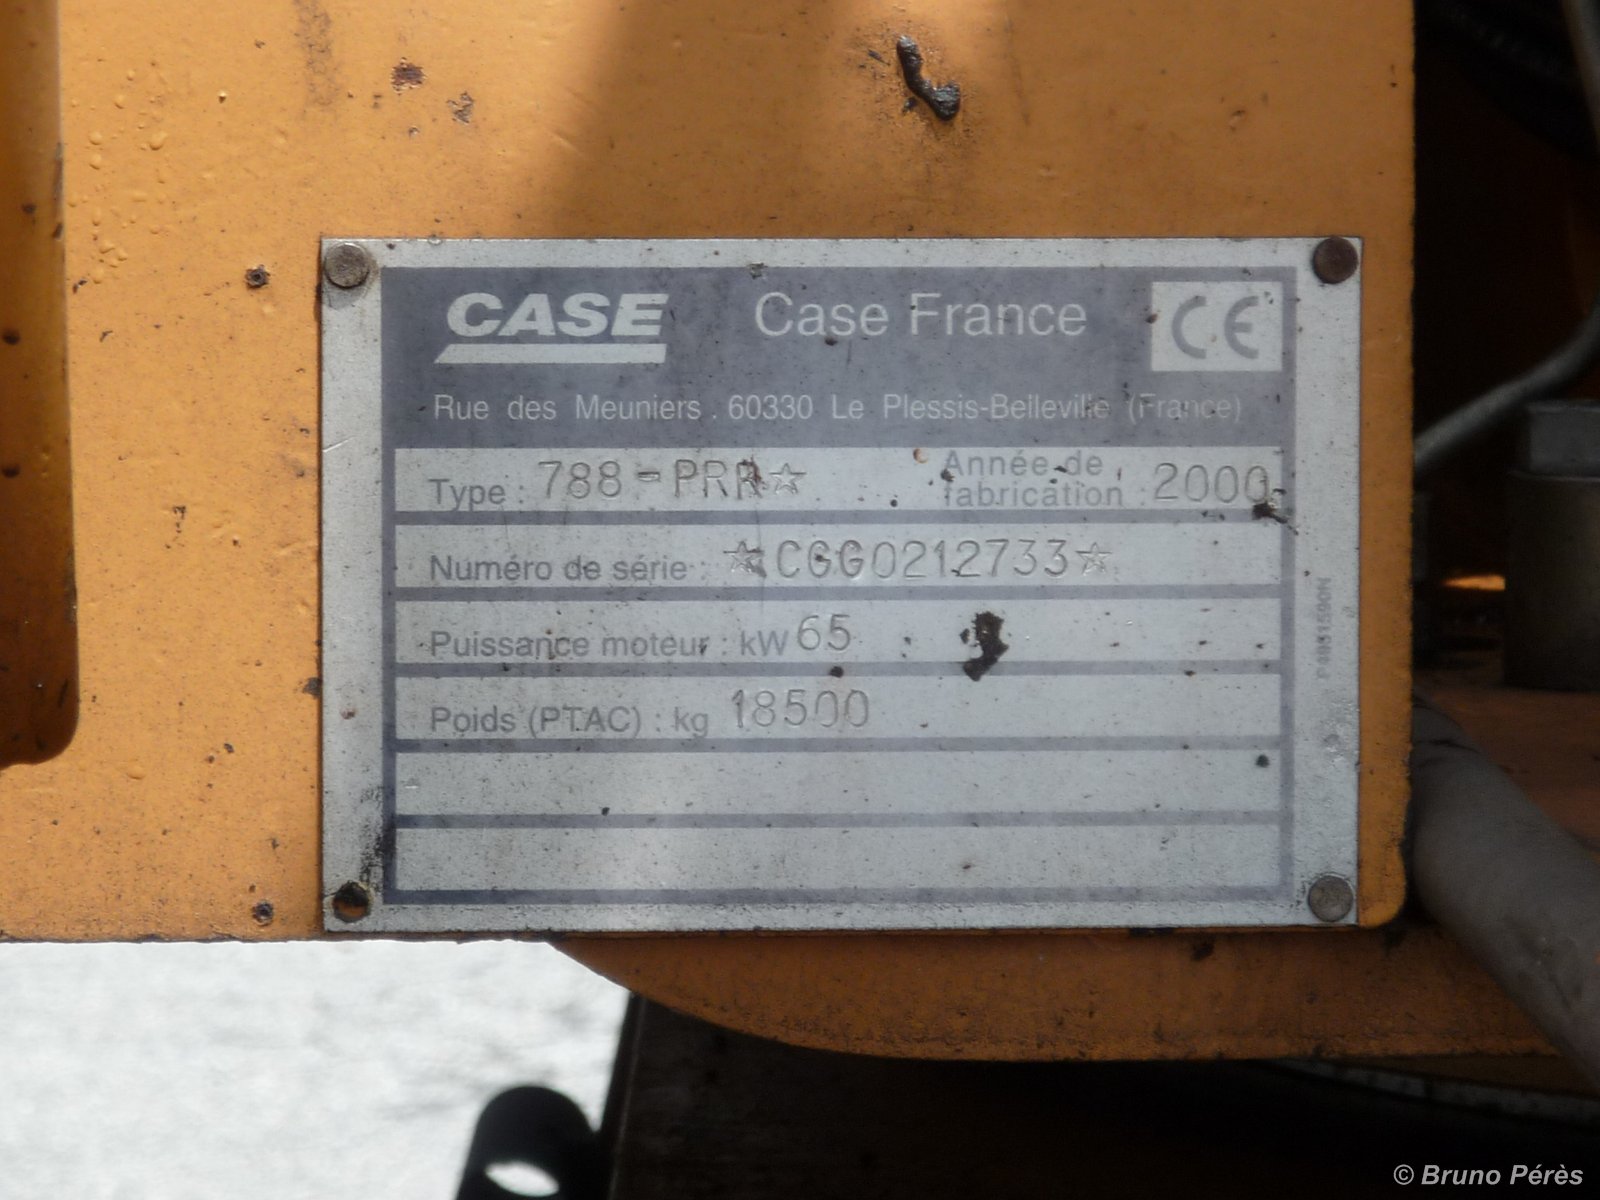 CASE Case France CE
Rue des Meuniers . 60330 Le Plessis-Belleville (France)
Type : 788-PRR☆ Année de fabrication : 2000
Numéro de série : ☆CGG0212733☆
Puissance moteur : kW 65
Poids (PTAC) : kg 18500
© Bruno Pérès